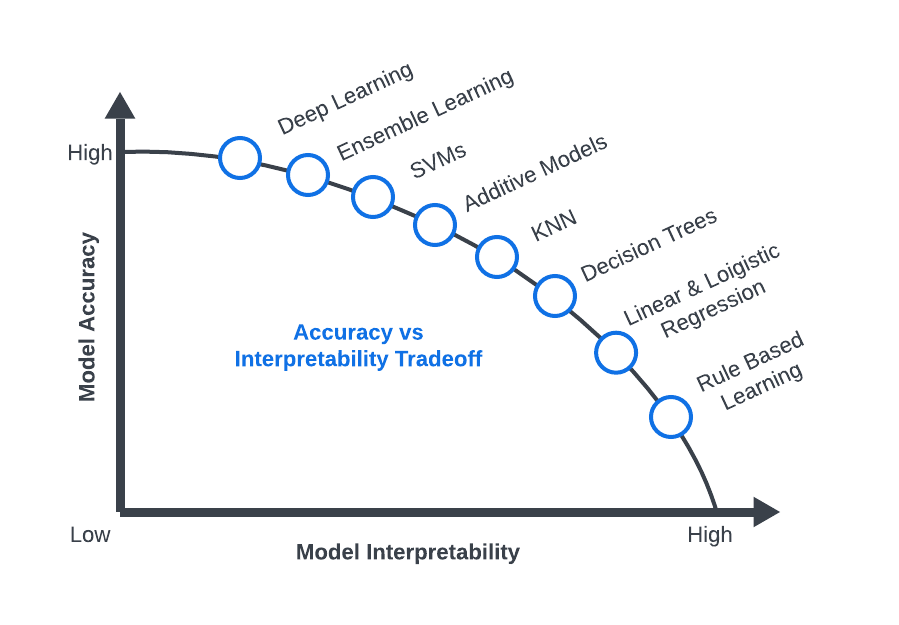 Deep Learning
Ensemble Learning
SVMs
Additive Models
KNN
Decision Trees
Linear & Loigistic
Regression
Rule Based
Learning
High
Model Accuracy
Accuracy vs
Interpretability Tradeoff
Low
High
Model Interpretability